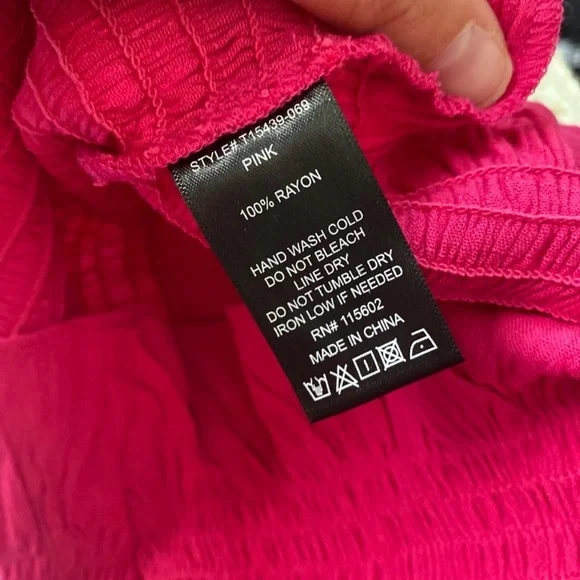 STYLE# T15439-069
PINK
100% RAYON
HAND WASH COLD
DO NOT BLEACH
LINE DRY
DO NOT TUMBLE DRY
IRON LOW IF NEEDED
RN# 115602
MADE IN CHINA